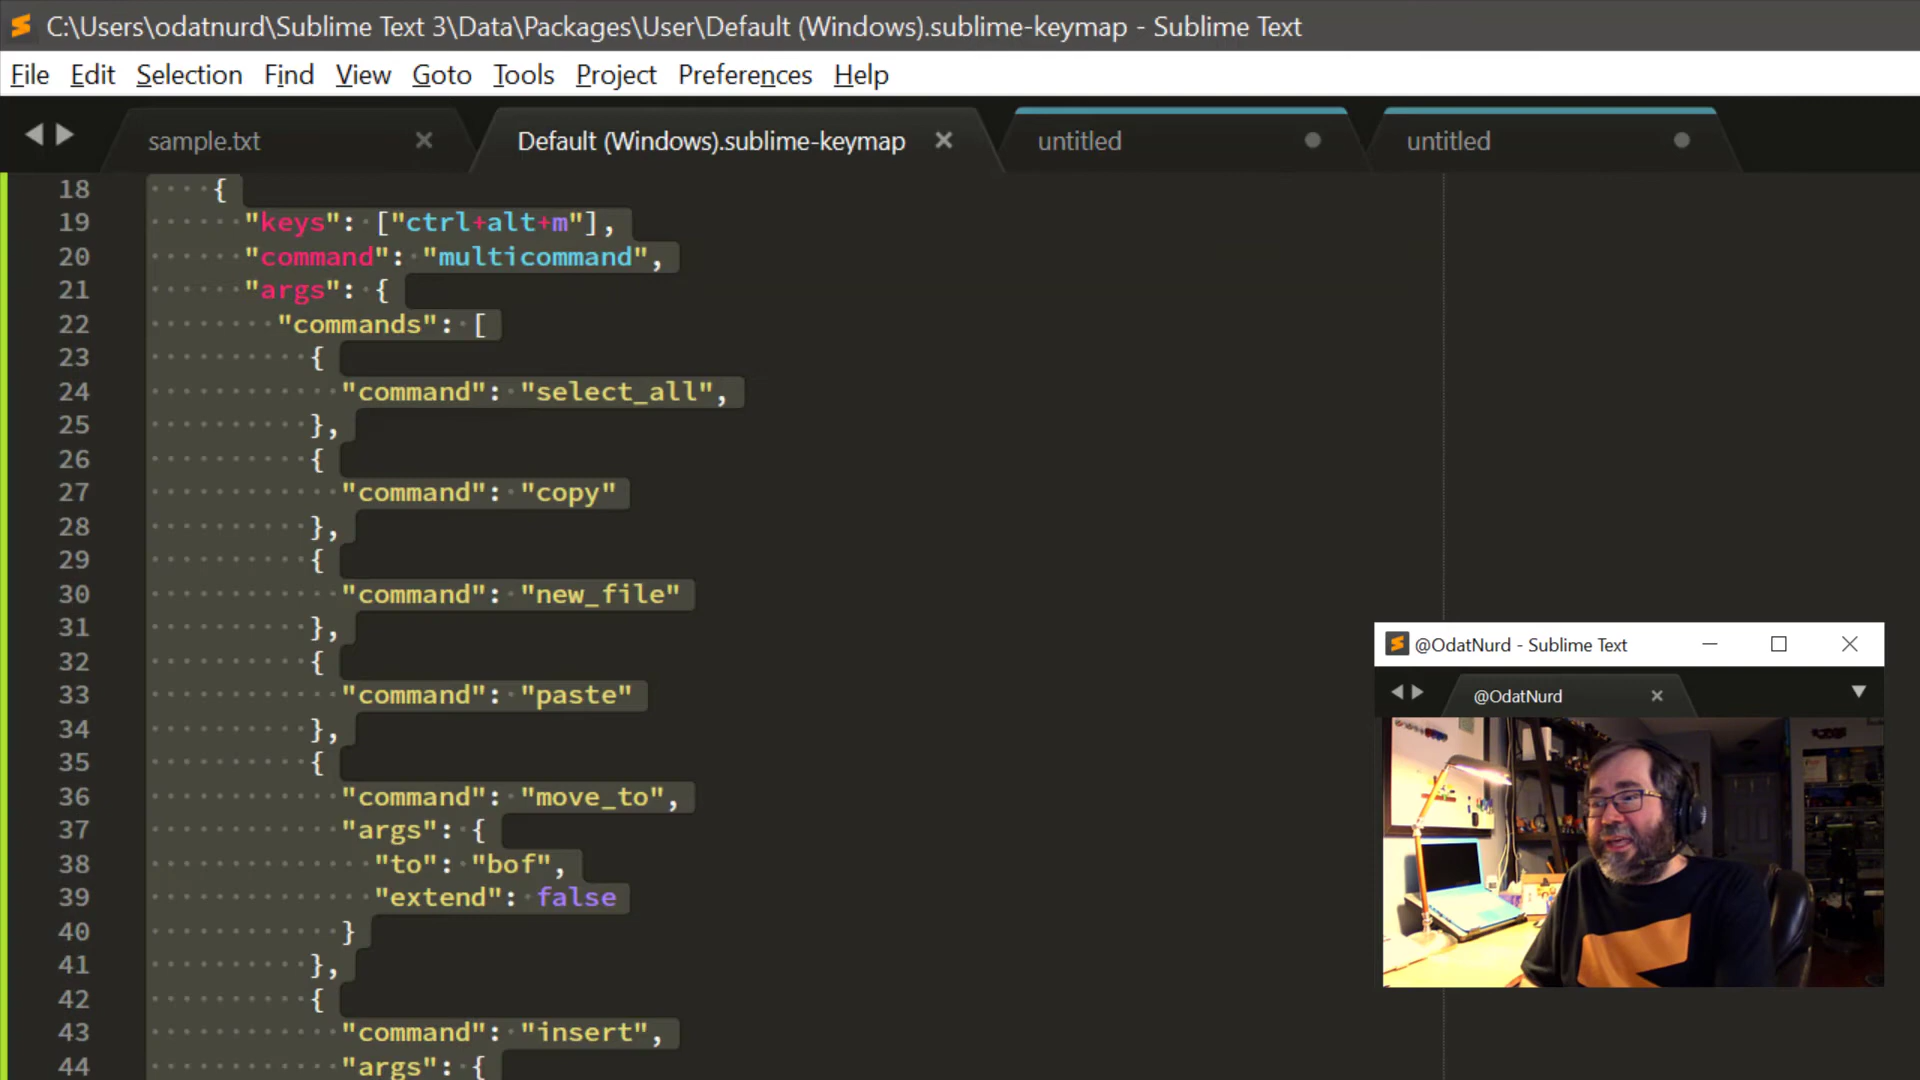 C:\Users\odatnurd\Sublime Text 3\Data\Packages\User\Default (Windows).sublime-keymap - Sublime Text
File Edit Selection Find View Goto Tools Project Preferences Help
sample.txt Default (Windows).sublime-keymap untitled untitled
18 {
19 "keys": ["ctrl+alt+m"],
20 "command": "multicommand",
21 "args": {
22 "commands": [
23 {
24 "command": "select_all",
25 },
26 {
27 "command": "copy"
28 },
29 {
30 "command": "new_file"
31 },
32 {
33 "command": "paste"
34 },
35 {
36 "command": "move_to",
37 "args": {
38 "to": "bof",
39 "extend": false
40 }
41 },
42 {
43 "command": "insert",
44 "args": {
@OdatNurd - Sublime Text
@OdatNurd